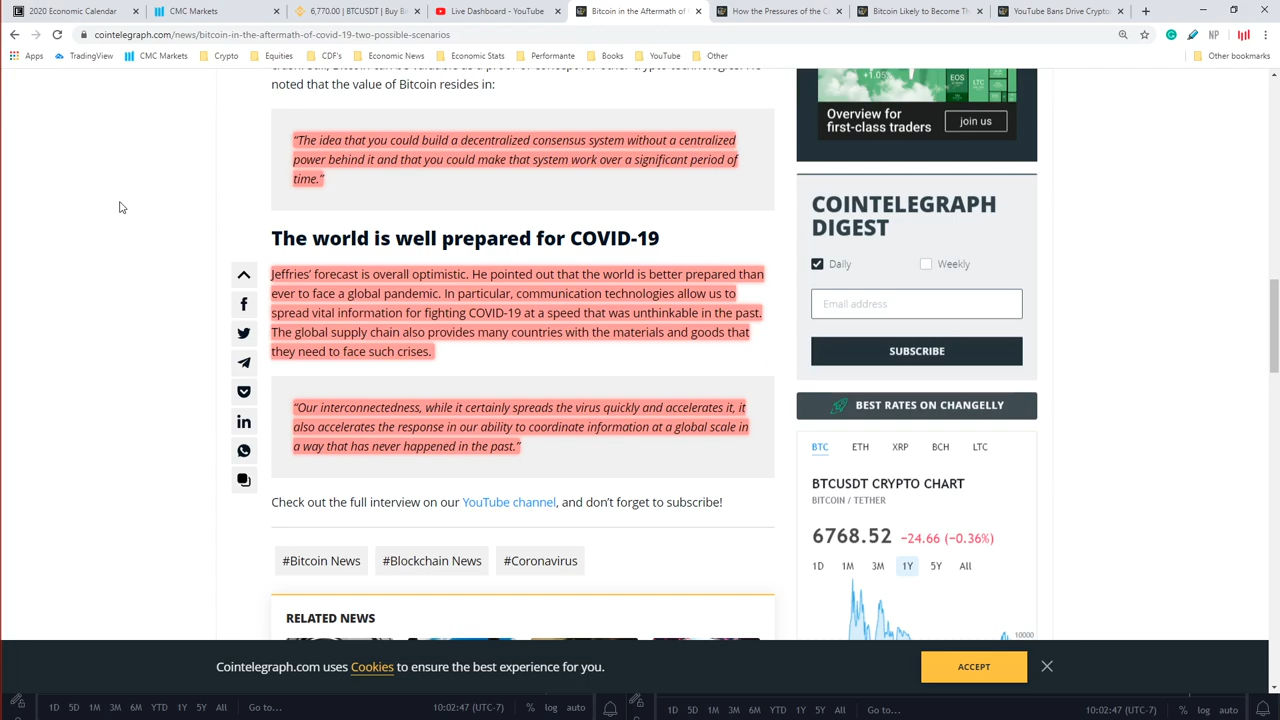 2020 Economic Calendar
CMC Markets
6,770.00 | BTCUSDT | Buy Bi
Live Dashboard - YouTube
Bitcoin in the Aftermath of
How the Pressures of the C
Bitcoin Likely to Become Th
YouTube Bans Drive Crypto
cointelegraph.com/news/bitcoin-in-the-aftermath-of-covid-19-two-possible-scenarios
NP
Apps
TradingView
CMC Markets
Crypto
Equities
CDF's
Economic News
Economic Stats
Performante
Books
YouTube
Other
Other bookmarks
noted that the value of Bitcoin resides in:
“The idea that you could build a decentralized consensus system without a centralized
power behind it and that you could make that system work over a significant period of
time.”
The world is well prepared for COVID-19
Jeffries’ forecast is overall optimistic. He pointed out that the world is better prepared than
ever to face a global pandemic. In particular, communication technologies allow us to
spread vital information for fighting COVID-19 at a speed that was unthinkable in the past.
The global supply chain also provides many countries with the materials and goods that
they need to face such crises.
“Our interconnectedness, while it certainly spreads the virus quickly and accelerates it, it
also accelerates the response in our ability to coordinate information at a global scale in
a way that has never happened in the past.”
Check out the full interview on our YouTube channel, and don’t forget to subscribe!
#Bitcoin News
#Blockchain News
#Coronavirus
RELATED NEWS
+1.05%
EOS
LTC
Overview for
first-class traders
join us
COINTELEGRAPH
DIGEST
Daily
Weekly
Email address
SUBSCRIBE
BEST RATES ON CHANGELLY
BTC
ETH
XRP
BCH
LTC
BTCUSDT CRYPTO CHART
BITCOIN / TETHER
6768.52
−24.66 (−0.36%)
1D
1M
3M
1Y
5Y
All
10000
Cointelegraph.com uses Cookies to ensure the best experience for you.
ACCEPT
1D 5D 1M 3M 6M YTD 1Y 5Y All Go to...
10:02:47 (UTC-7)
% log auto
1D 5D 1M 3M 6M YTD 1Y 5Y All Go to...
10:02:47 (UTC-7)
% log auto